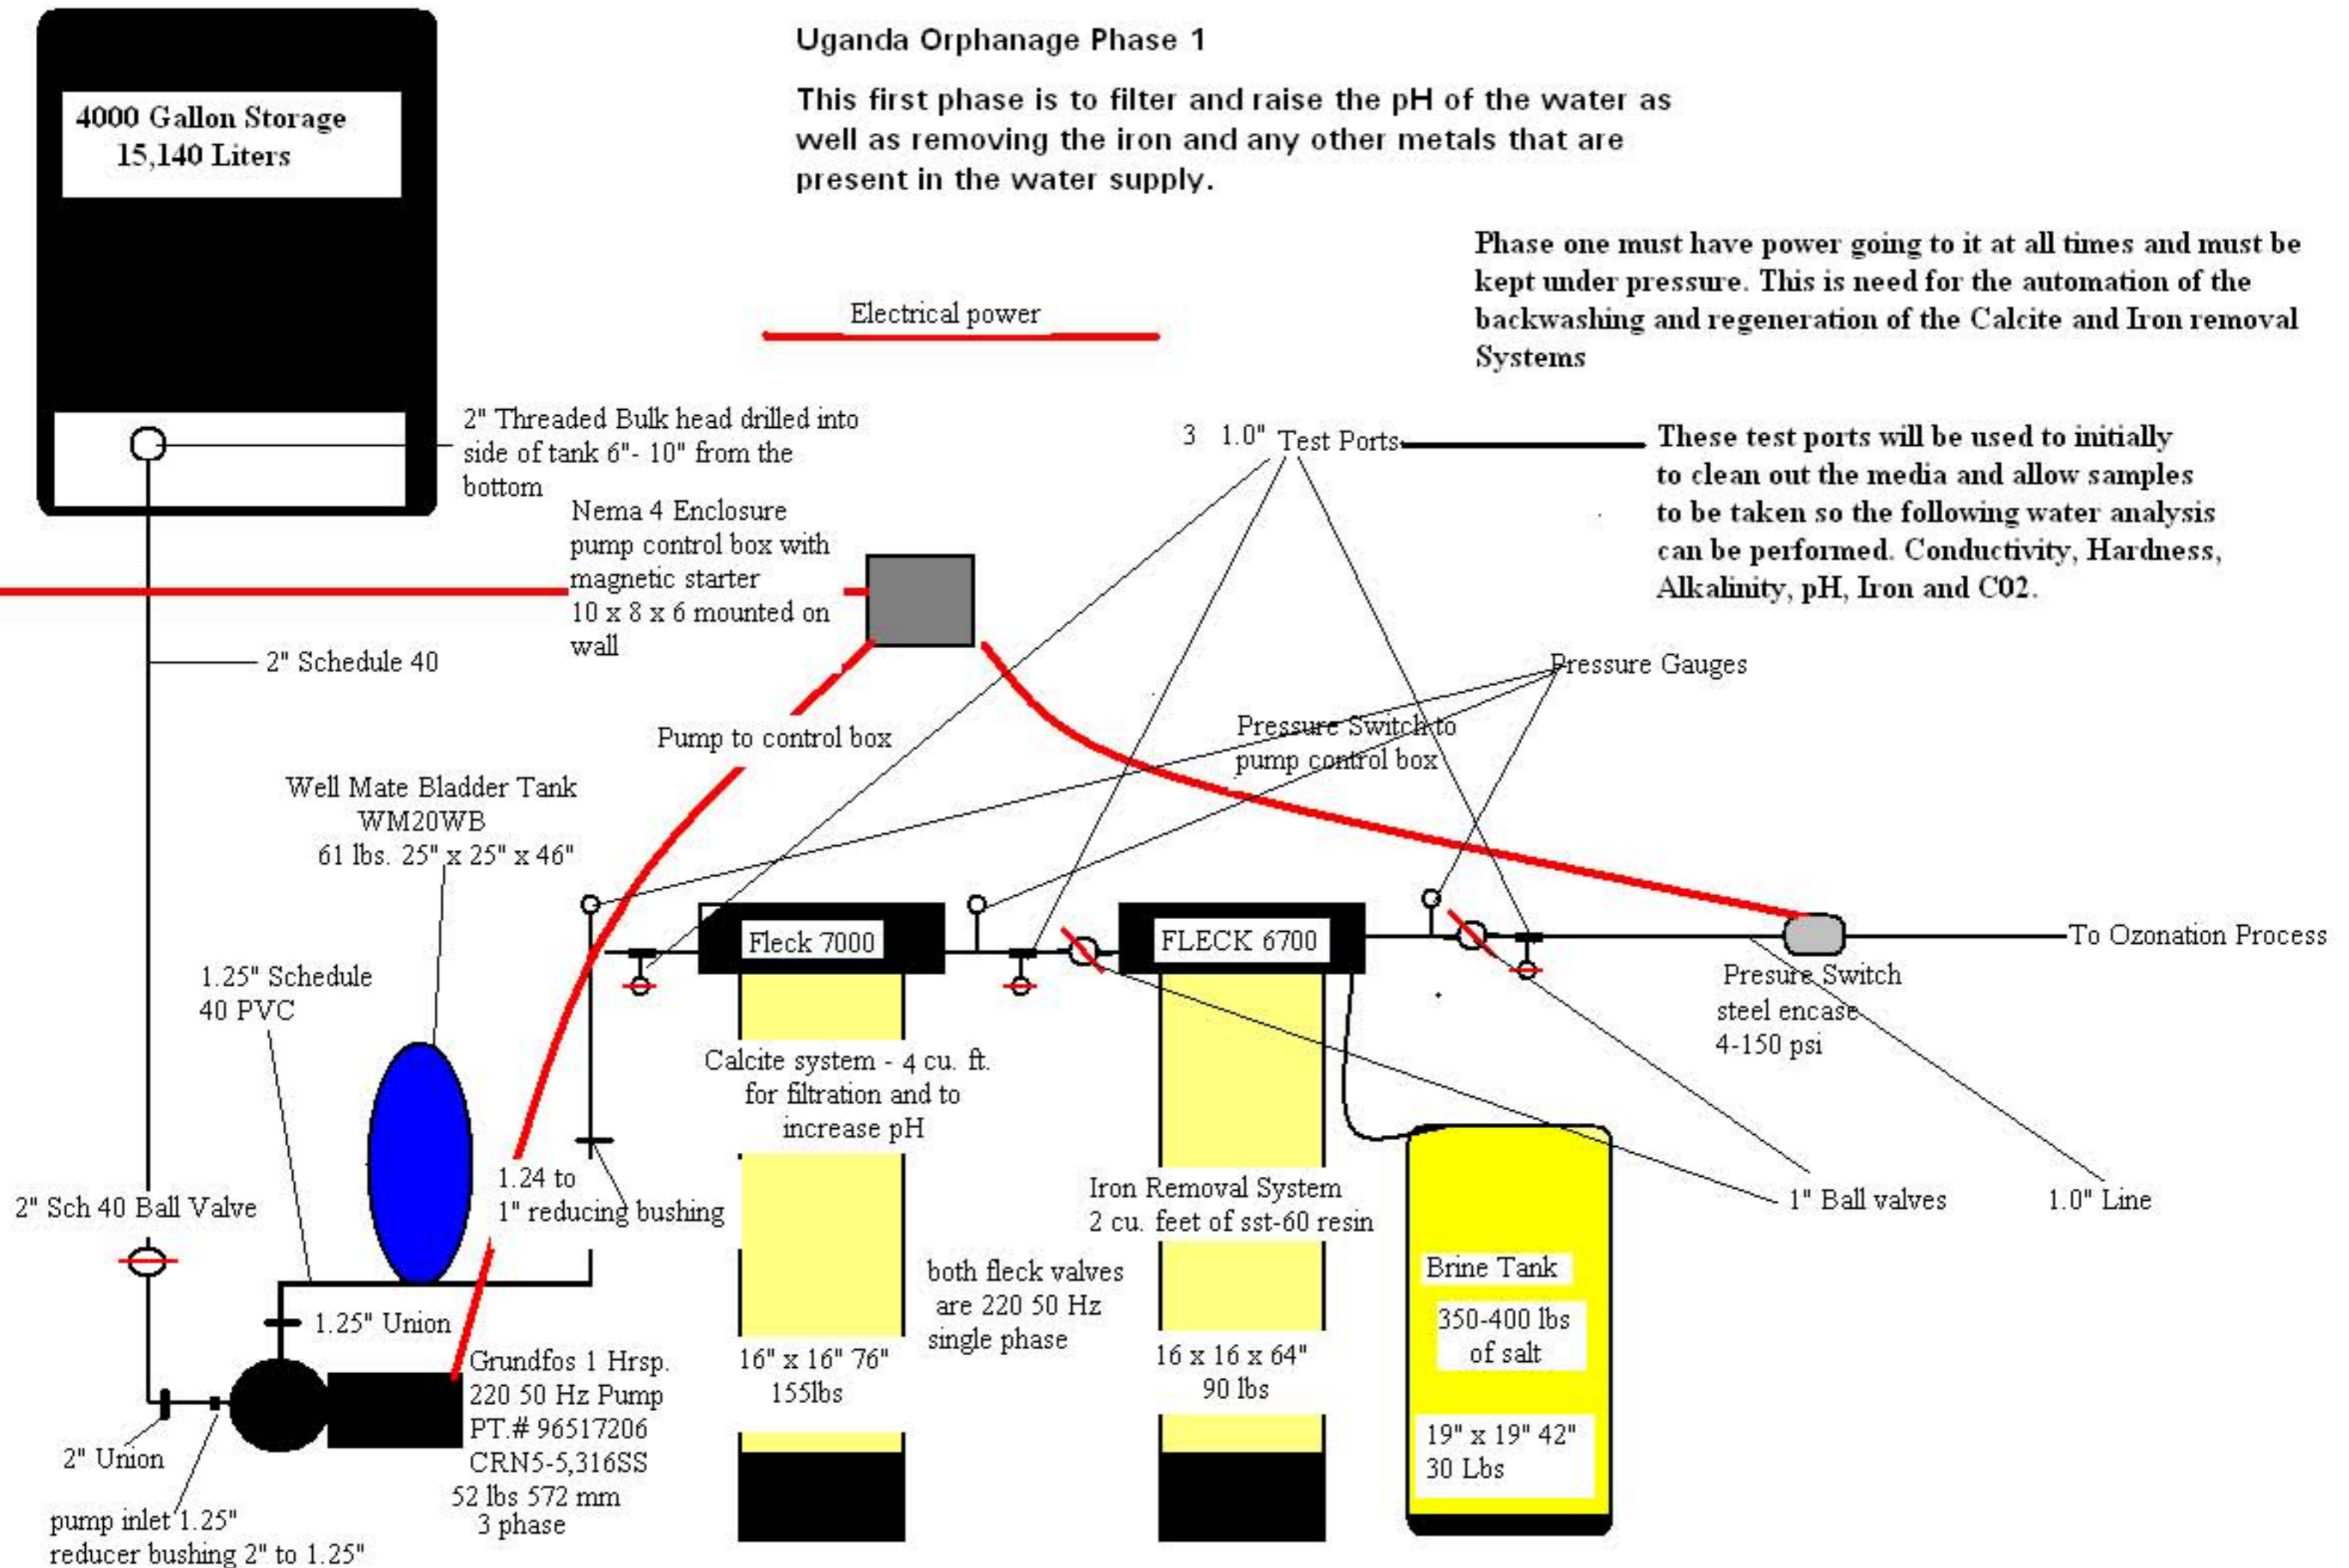 Uganda Orphanage Phase 1
This first phase is to filter and raise the pH of the water as
well as removing the iron and any other metals that are
present in the water supply.
4000 Gallon Storage
15,140 Liters
Phase one must have power going to it at all times and must be
kept under pressure. This is need for the automation of the
backwashing and regeneration of the Calcite and Iron removal
Systems
Electrical power
2" Threaded Bulk head drilled into
side of tank 6"- 10" from the
bottom
3 1.0" Test Ports
These test ports will be used to initially
to clean out the media and allow samples
to be taken so the following water analysis
can be performed. Conductivity, Hardness,
Alkalinity, pH, Iron and C02.
Nema 4 Enclosure
pump control box with
magnetic starter
10 x 8 x 6 mounted on
wall
2" Schedule 40
Pressure Gauges
Pump to control box
Pressure Switch to
pump control box
Well Mate Bladder Tank
WM20WB
61 lbs. 25" x 25" x 46"
Fleck 7000
FLECK 6700
To Ozonation Process
1.25" Schedule
40 PVC
Presure Switch
steel encase
4-150 psi
Calcite system - 4 cu. ft.
for filtration and to
increase pH
1.24 to
1" reducing bushing
2" Sch 40 Ball Valve
Iron Removal System
2 cu. feet of sst-60 resin
1" Ball valves
1.0" Line
both fleck valves
are 220 50 Hz
single phase
Brine Tank
350-400 lbs
of salt
1.25" Union
Grundfos 1 Hrsp.
220 50 Hz Pump
PT.# 96517206
CRN5-5,316SS
52 lbs 572 mm
3 phase
16" x 16" 76"
155lbs
16 x 16 x 64"
90 lbs
19" x 19" 42"
30 Lbs
2" Union
pump inlet 1.25"
reducer bushing 2" to 1.25"